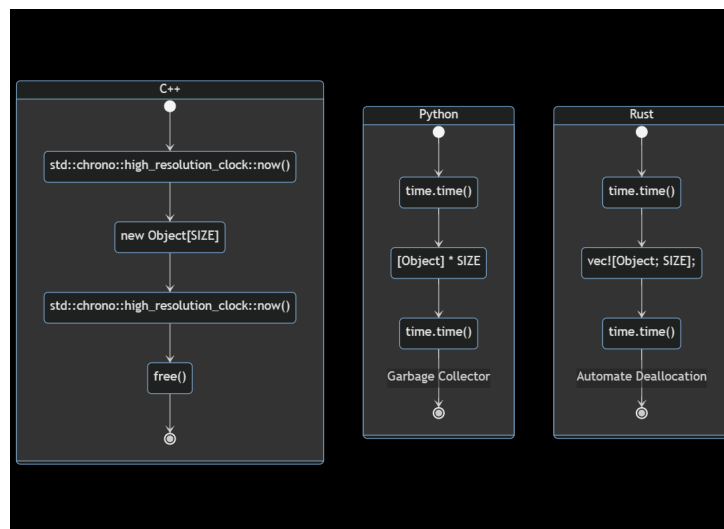 C++
std::chrono::high_resolution_clock::now()
new Object[SIZE]
std::chrono::high_resolution_clock::now()
free()
Python
time.time()
[Object] * SIZE
time.time()
Garbage Collector
Rust
time.time()
vec![Object; SIZE];
time.time()
Automate Deallocation